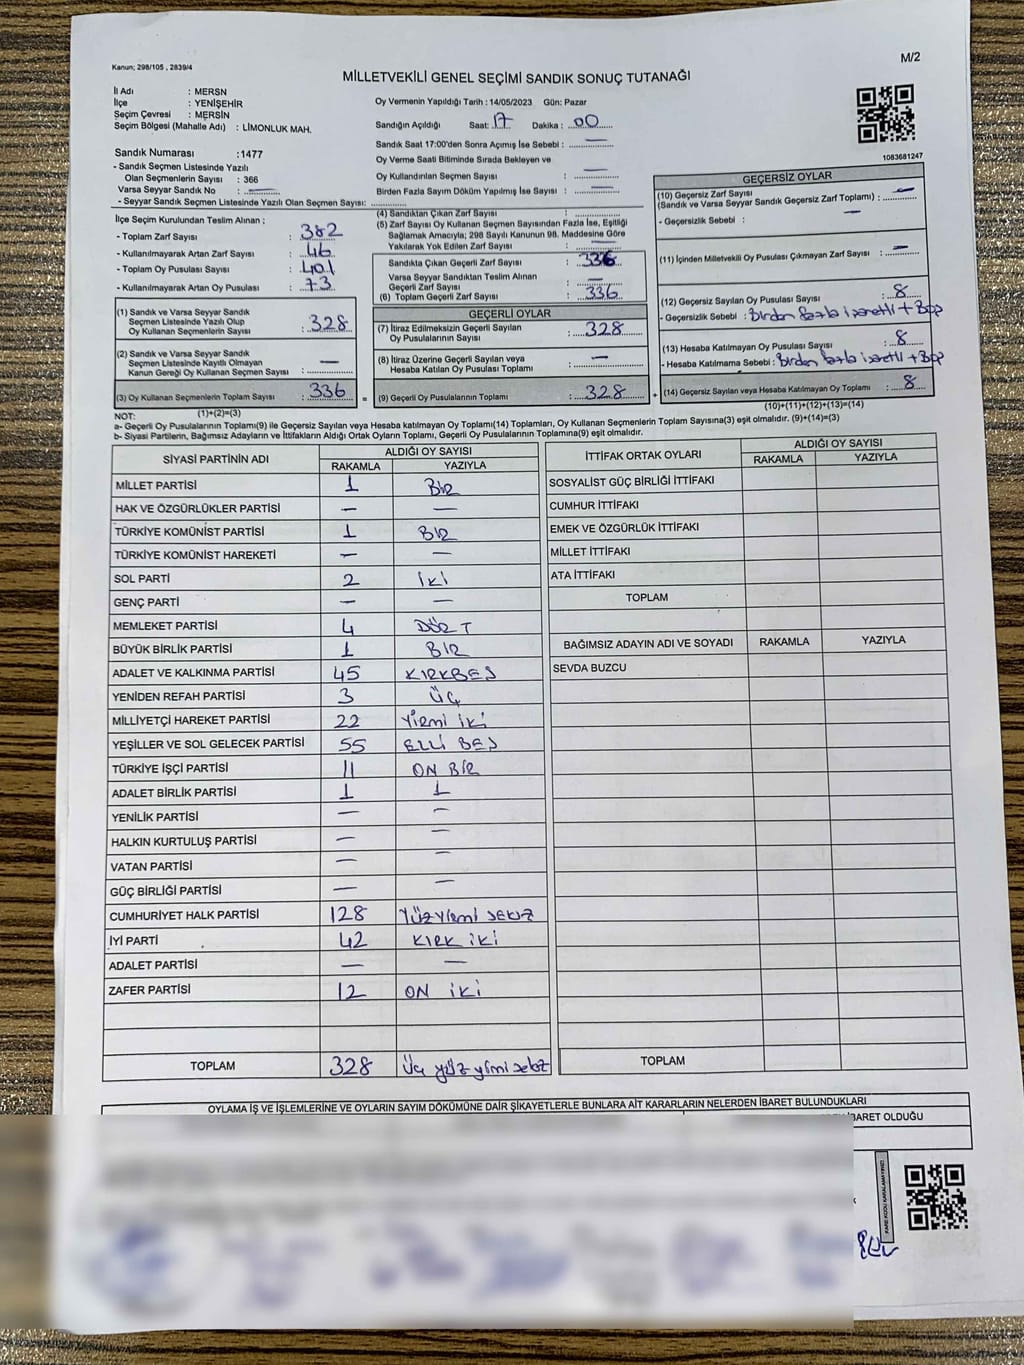 Kanun; 298/105 , 2839/4
M/2
MİLLETVEKİLİ GENEL SEÇİMİ SANDIK SONUÇ TUTANAĞI
İl Adı : MERSN
İlçe : YENİŞEHİR
Seçim Çevresi : MERSİN
Seçim Bölgesi (Mahalle Adı) : LİMONLUK MAH.
Oy Vermenin Yapıldığı Tarih : 14/05/2023 Gün: Pazar
Sandığın Açıldığı Saat: 17 Dakika : 00
Sandık Saat 17:00'den Sonra Açımış İse Sebebi : —
Oy Verme Saati Bitiminde Sırada Bekleyen ve
Oy Kullandırılan Seçmen Sayısı : —
Birden Fazla Sayım Döküm Yapılmış İse Sayısı : —
1083681247
Sandık Numarası :1477
- Sandık Seçmen Listesinde Yazılı
Olan Seçmenlerin Sayısı : 366
Varsa Seyyar Sandık No : —
- Seyyar Sandık Seçmen Listesinde Yazılı Olan Seçmen Sayısı:
İlçe Seçim Kurulundan Teslim Alınan ;
- Toplam Zarf Sayısı : 382
- Kullanılmayarak Artan Zarf Sayısı : 46
- Toplam Oy Pusulası Sayısı : 401
- Kullanılmayarak Artan Oy Pusulası : 73
(4) Sandıktan Çıkan Zarf Sayısı :
(5) Zarf Sayısı Oy Kullanan Seçmen Sayısından Fazla İse, Eşitliği
Sağlamak Amacıyla; 298 Sayılı Kanunun 98. Maddesine Göre
Yakılarak Yok Edilen Zarf Sayısı : —
Sandıkta Çıkan Geçerli Zarf Sayısı : 336
Varsa Seyyar Sandıktan Teslim Alınan
Geçerli Zarf Sayısı : —
(6) Toplam Geçerli Zarf Sayısı : 336
GEÇERSİZ OYLAR
(10) Geçersiz Zarf Sayısı
(Sandık ve Varsa Seyyar Sandık Geçersiz Zarf Toplamı) : —
- Geçersizlik Sebebi : —
(11) İçinden Milletvekili Oy Pusulası Çıkmayan Zarf Sayısı : —
(12) Geçersiz Sayılan Oy Pusulası Sayısı : 8
- Geçersizlik Sebebi : Birden fazla işaretli + Boş
(13) Hesaba Katılmayan Oy Pusulası Sayısı : 8
- Hesaba Katılmama Sebebi : Birden fazla işaretli + Boş
(14) Geçersiz Sayılan veya Hesaba Katılmayan Oy Toplamı : 8
(10)+(11)+(12)+(13)=(14)
(1) Sandık ve Varsa Seyyar Sandık
Seçmen Listesinde Yazılı Olup
Oy Kullanan Seçmenlerin Sayısı : 328
(2) Sandık ve Varsa Seyyar Sandık
Seçmen Listesinde Kayıtlı Olmayan
Kanun Gereği Oy Kullanan Seçmen Sayısı : —
(3) Oy Kullanan Seçmenlerin Toplam Sayısı : 336
(1)+(2)=(3)
GEÇERLİ OYLAR
(7) İtiraz Edilmeksizin Geçerli Sayılan
Oy Pusulası Sayısı : 328
(8) İtiraz Üzerine Geçerli Sayılan veya
Hesaba Katılan Oy Pusulası Toplamı : —
= (9) Geçerli Oy Pusulalarının Toplamı : 328 +
NOT:
a- Geçerli Oy Pusulalarının Toplamı(9) ile Geçersiz Sayılan veya Hesaba katılmayan Oy Toplamı(14) Toplamları, Oy Kullanan Seçmenlerin Toplam Sayısına(3) eşit olmalıdır. (9)+(14)=(3)
b- Siyasi Partilerin, Bağımsız Adayların ve İttifakların Aldığı Ortak Oyların Toplamı, Geçerli Oy Pusulalarının Toplamına(9) eşit olmalıdır.
SİYASİ PARTİNİN ADI ALDIĞI OY SAYISI
RAKAMLA YAZIYLA
MİLLET PARTİSİ 1 BİR
HAK VE ÖZGÜRLÜKLER PARTİSİ — —
TÜRKİYE KOMÜNİST PARTİSİ 1 BİR
TÜRKİYE KOMÜNİST HAREKETİ — —
SOL PARTİ 2 İki
GENÇ PARTİ — —
MEMLEKET PARTİSİ 4 DÖRT
BÜYÜK BİRLİK PARTİSİ 1 BİR
ADALET VE KALKINMA PARTİSİ 45 KIRKBEŞ
YENİDEN REFAH PARTİSİ 3 ÜÇ
MİLLİYETÇİ HAREKET PARTİSİ 22 Yirmi iki
YEŞİLLER VE SOL GELECEK PARTİSİ 55 ELLİ BEŞ
TÜRKİYE İŞÇİ PARTİSİ 11 ON BİR
ADALET BİRLİK PARTİSİ 1 1
YENİLİK PARTİSİ — —
HALKIN KURTULUŞ PARTİSİ — —
VATAN PARTİSİ — —
GÜÇ BİRLİĞİ PARTİSİ — —
CUMHURİYET HALK PARTİSİ 128 Yüzyirmi sekiz
İYİ PARTİ 42 KIRK İKİ
ADALET PARTİSİ — —
ZAFER PARTİSİ 12 ON İKİ
TOPLAM 328 Üç yüz yirmi sekiz
İTTİFAK ORTAK OYLARI ALDIĞI OY SAYISI
RAKAMLA YAZIYLA
SOSYALİST GÜÇ BİRLİĞİ İTTİFAKI
CUMHUR İTTİFAKI
EMEK VE ÖZGÜRLÜK İTTİFAKI
MİLLET İTTİFAKI
ATA İTTİFAKI
TOPLAM
BAĞIMSIZ ADAYIN ADI VE SOYADI RAKAMLA YAZIYLA
SEVDA BUZCU
TOPLAM
OYLAMA İŞ VE İŞLEMLERİNE VE OYLARIN SAYIM DÖKÜMÜNE DAİR ŞİKAYETLERLE BUNLARA AİT KARARLARIN NELERDEN İBARET BULUNDUKLARI
İBARET OLDUĞU
KARE KODU KARALAMAYINIZ!